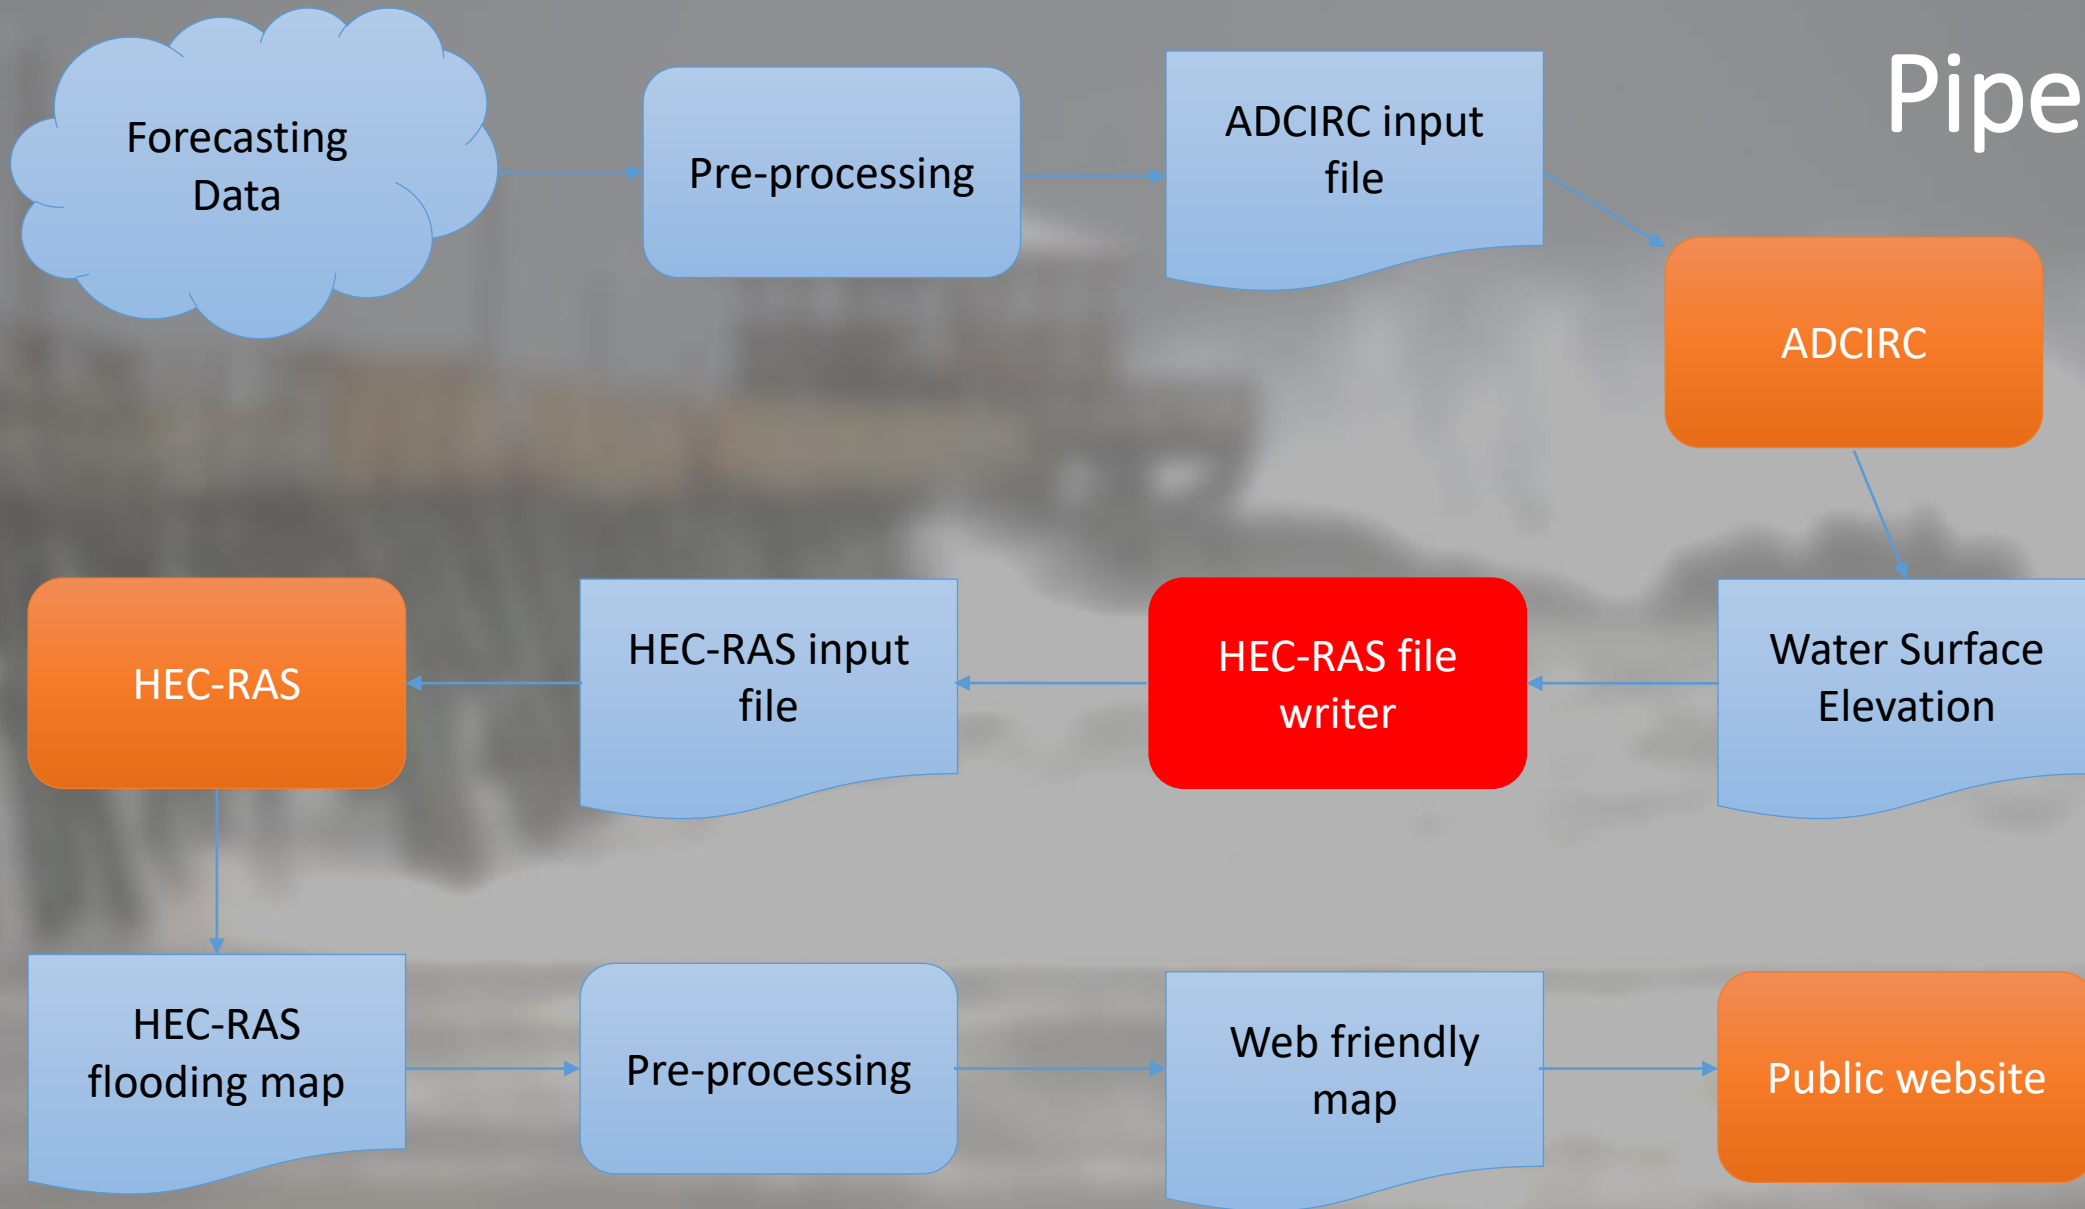 Pipe
Forecasting
Data
Pre-processing
ADCIRC input
file
ADCIRC
Water Surface
Elevation
HEC-RAS file
writer
HEC-RAS input
file
HEC-RAS
HEC-RAS
flooding map
Pre-processing
Web friendly
map
Public website